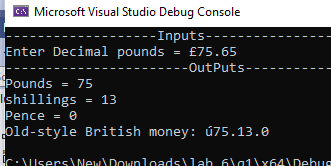 Microsoft Visual Studio Debug Console
--------------------Inputs--------------------
Enter Decimal pounds = £75.65
-----------------------OutPuts-----------------------
Pounds = 75
shillings = 13
Pence = 0
Old-style British money: ú75.13.0
C:\Users\New\Downloads\lab 6\q1\x64\Debug